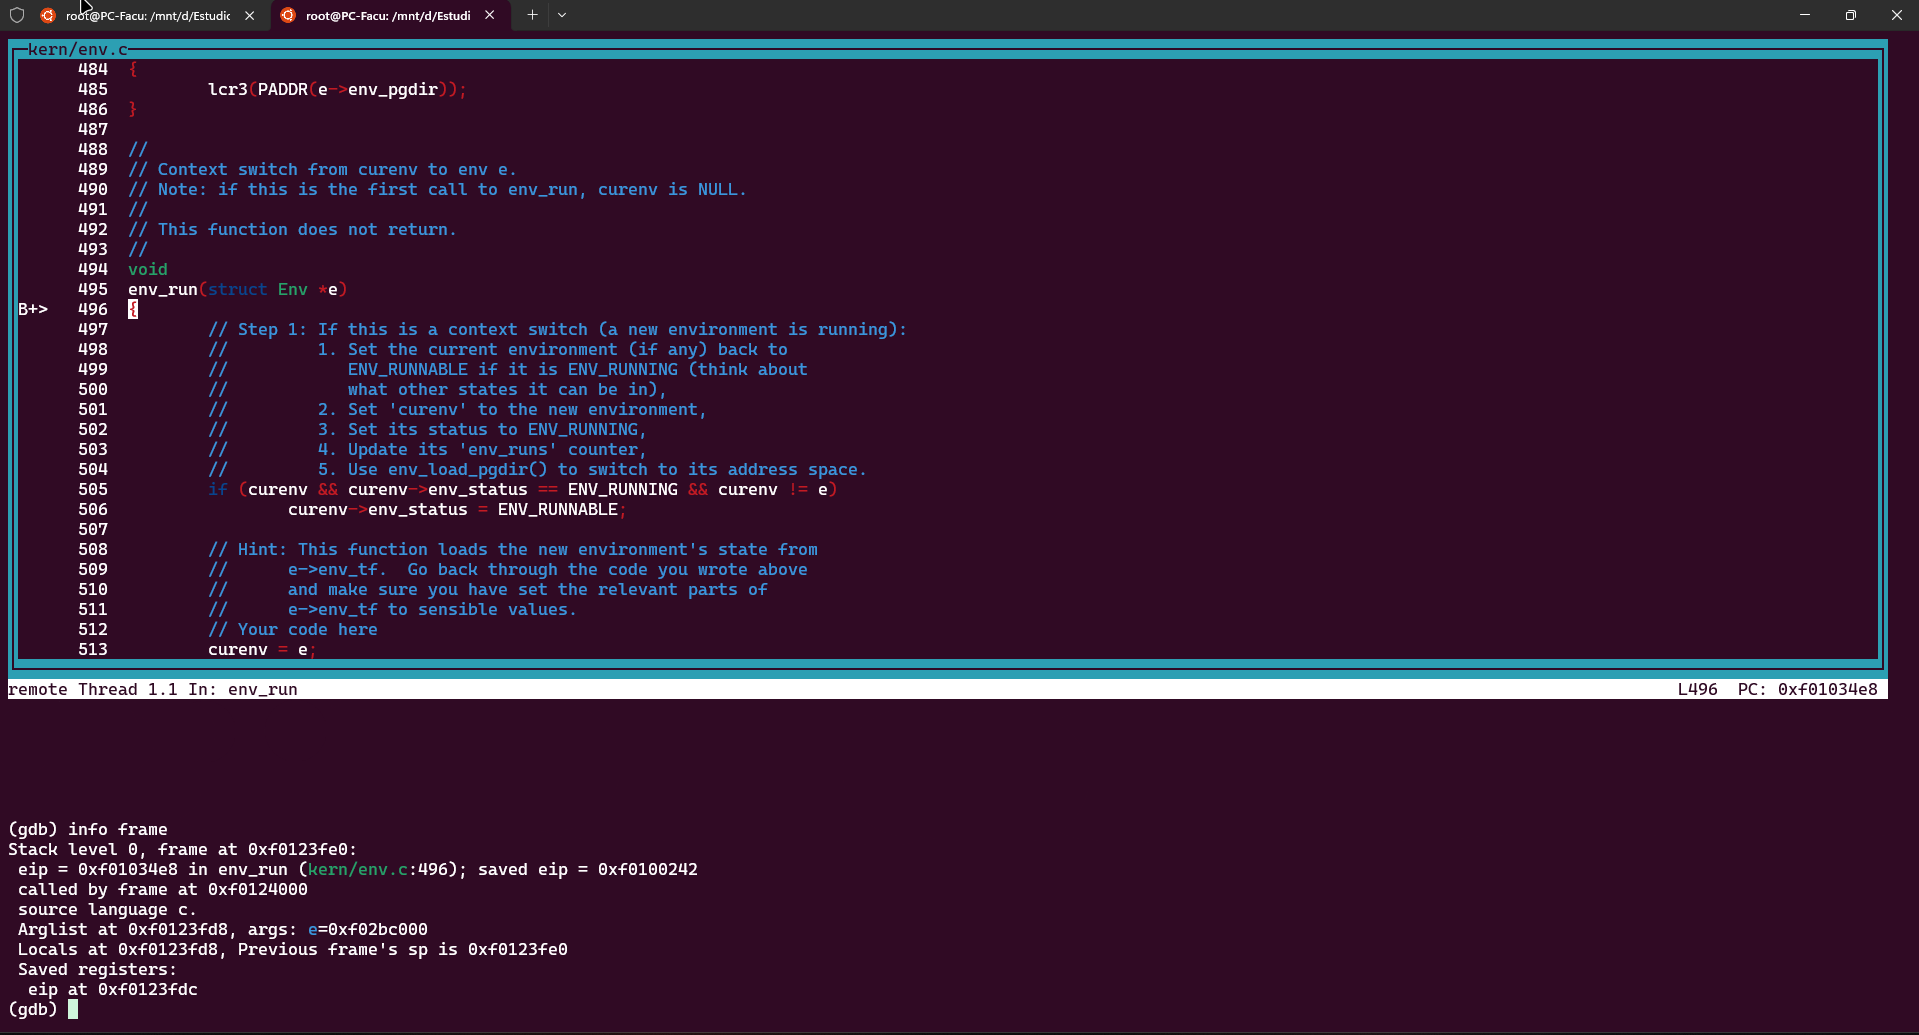 root@PC-Facu: /mnt/d/Estudic
root@PC-Facu: /mnt/d/Estudi
kern/env.c
484 {
485 lcr3(PADDR(e->env_pgdir));
486 }
487
488 //
489 // Context switch from curenv to env e.
490 // Note: if this is the first call to env_run, curenv is NULL.
491 //
492 // This function does not return.
493 //
494 void
495 env_run(struct Env *e)
B+> 496 {
497 // Step 1: If this is a context switch (a new environment is running):
498 // 1. Set the current environment (if any) back to
499 // ENV_RUNNABLE if it is ENV_RUNNING (think about
500 // what other states it can be in),
501 // 2. Set 'curenv' to the new environment,
502 // 3. Set its status to ENV_RUNNING,
503 // 4. Update its 'env_runs' counter,
504 // 5. Use env_load_pgdir() to switch to its address space.
505 if (curenv && curenv->env_status == ENV_RUNNING && curenv != e)
506 curenv->env_status = ENV_RUNNABLE;
507
508 // Hint: This function loads the new environment's state from
509 // e->env_tf. Go back through the code you wrote above
510 // and make sure you have set the relevant parts of
511 // e->env_tf to sensible values.
512 // Your code here
513 curenv = e;
remote Thread 1.1 In: env_run L496 PC: 0xf01034e8
(gdb) info frame
Stack level 0, frame at 0xf0123fe0:
eip = 0xf01034e8 in env_run (kern/env.c:496); saved eip = 0xf0100242
called by frame at 0xf0124000
source language c.
Arglist at 0xf0123fd8, args: e=0xf02bc000
Locals at 0xf0123fd8, Previous frame's sp is 0xf0123fe0
Saved registers:
eip at 0xf0123fdc
(gdb)